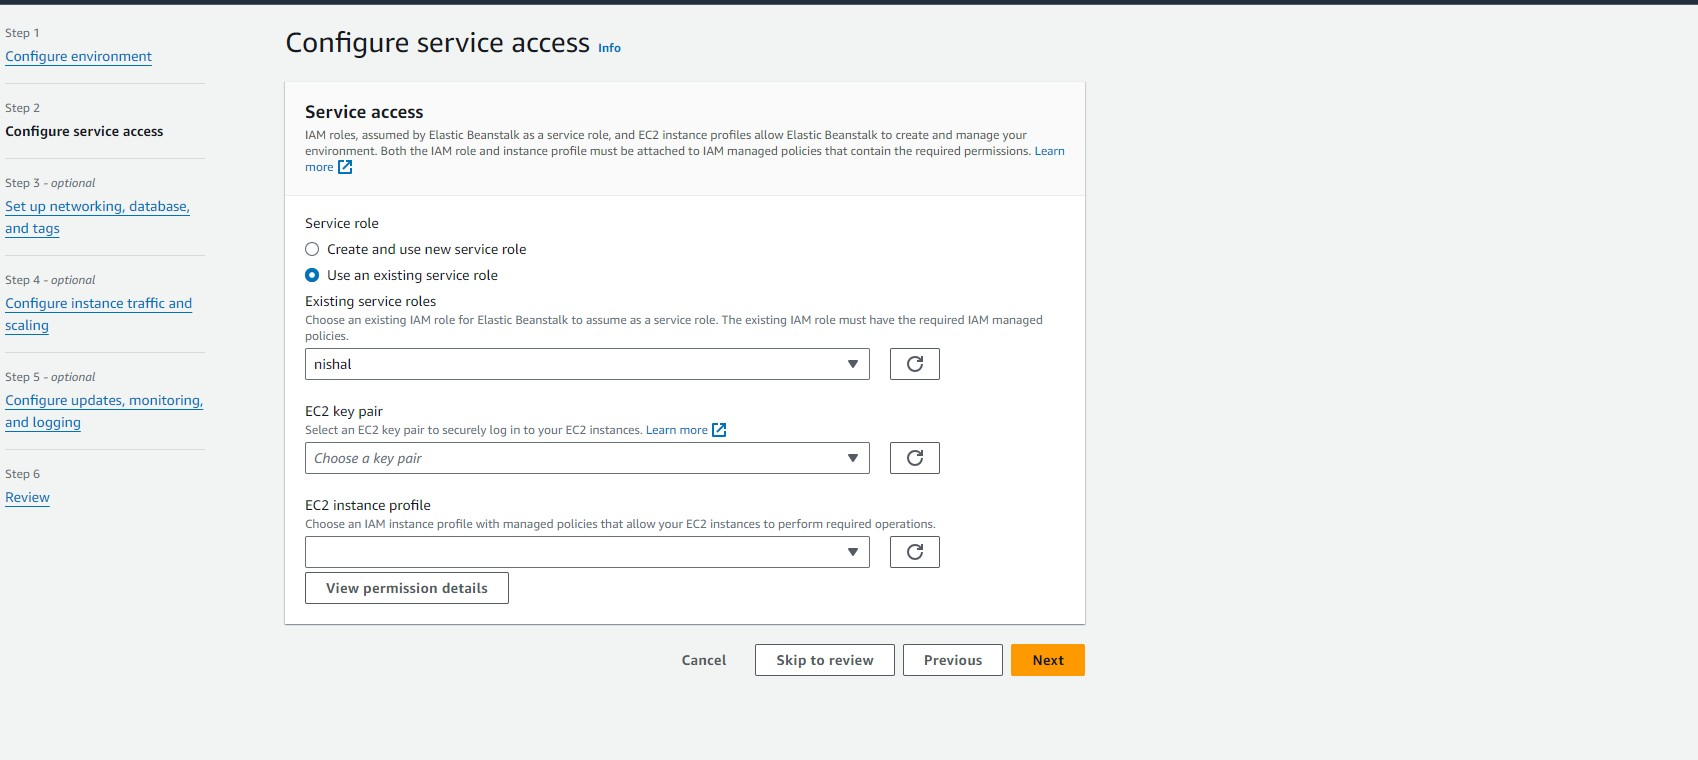 Step 1
Configure environment
Step 2
Configure service access
Step 3 - optional
Set up networking, database,
and tags
Step 4 - optional
Configure instance traffic and
scaling
Step 5 - optional
Configure updates, monitoring,
and logging
Step 6
Review
Configure service access Info
Service access
IAM roles, assumed by Elastic Beanstalk as a service role, and EC2 instance profiles allow Elastic Beanstalk to create and manage your
environment. Both the IAM role and instance profile must be attached to IAM managed policies that contain the required permissions. Learn
more
Service role
Create and use new service role
Use an existing service role
Existing service roles
Choose an existing IAM role for Elastic Beanstalk to assume as a service role. The existing IAM role must have the required IAM managed
policies.
nishal
EC2 key pair
Select an EC2 key pair to securely log in to your EC2 instances. Learn more
Choose a key pair
EC2 instance profile
Choose an IAM instance profile with managed policies that allow your EC2 instances to perform required operations.
View permission details
Cancel Skip to review Previous Next